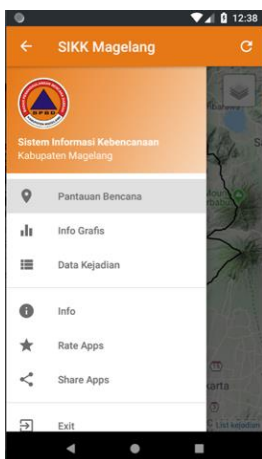 12:38
SIKK Magelang
BPBD
Sistem Informasi Kebencanaan
Kabupaten Magelang
Pantauan Bencana
Info Grafis
Data Kejadian
Info
Rate Apps
Share Apps
Exit
List kejadian